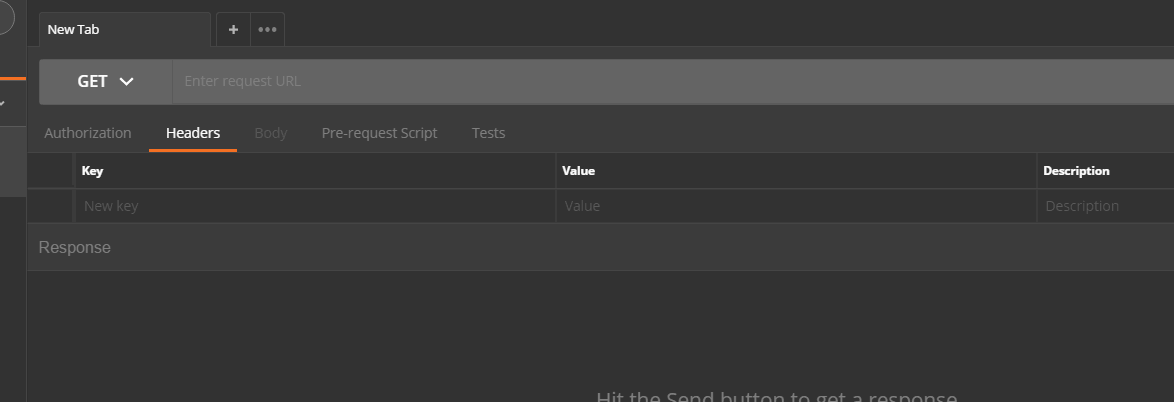 New Tab
GET Enter request URL
Authorization Headers Body Pre-request Script Tests
Key Value Description
New key Value Description
Response
Hit the Send button to get a response